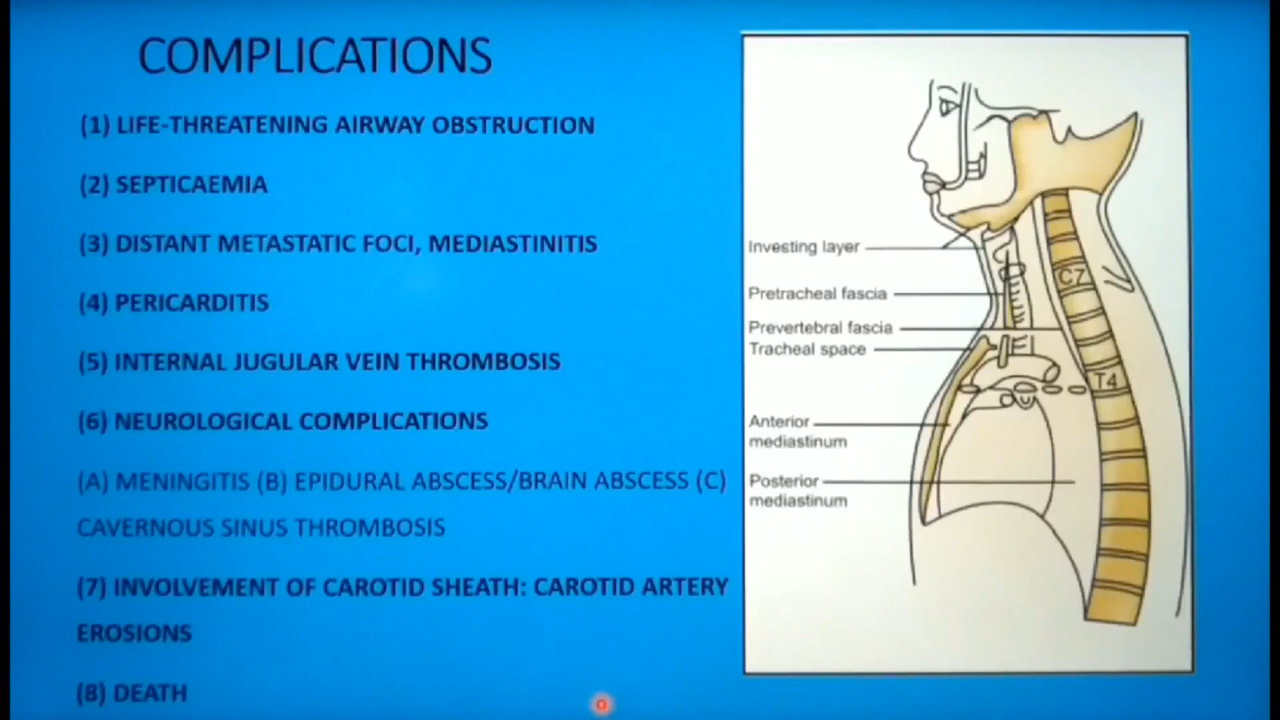 COMPLICATIONS
(1) LIFE-THREATENING AIRWAY OBSTRUCTION
(2) SEPTICAEMIA
(3) DISTANT METASTATIC FOCI, MEDIASTINITIS
(4) PERICARDITIS
(5) INTERNAL JUGULAR VEIN THROMBOSIS
(6) NEUROLOGICAL COMPLICATIONS
(A) MENINGITIS (B) EPIDURAL ABSCESS/BRAIN ABSCESS (C)
CAVERNOUS SINUS THROMBOSIS
(7) INVOLVEMENT OF CAROTID SHEATH: CAROTID ARTERY
EROSIONS
(8) DEATH
Investing layer
Pretracheal fascia
Prevertebral fascia
Tracheal space
Anterior
mediastinum
Posterior
mediastinum
C7
T4